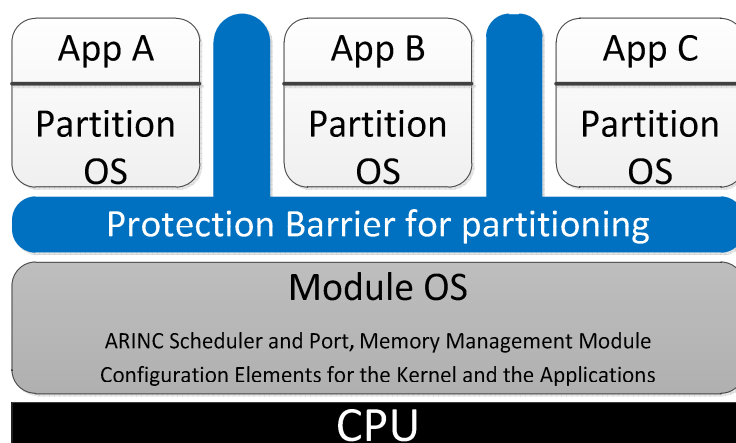 App A
Partition
OS
App B
Partition
OS
App C
Partition
OS
Protection Barrier for partitioning
Module OS
ARINC Scheduler and Port, Memory Management Module
Configuration Elements for the Kernel and the Applications
CPU